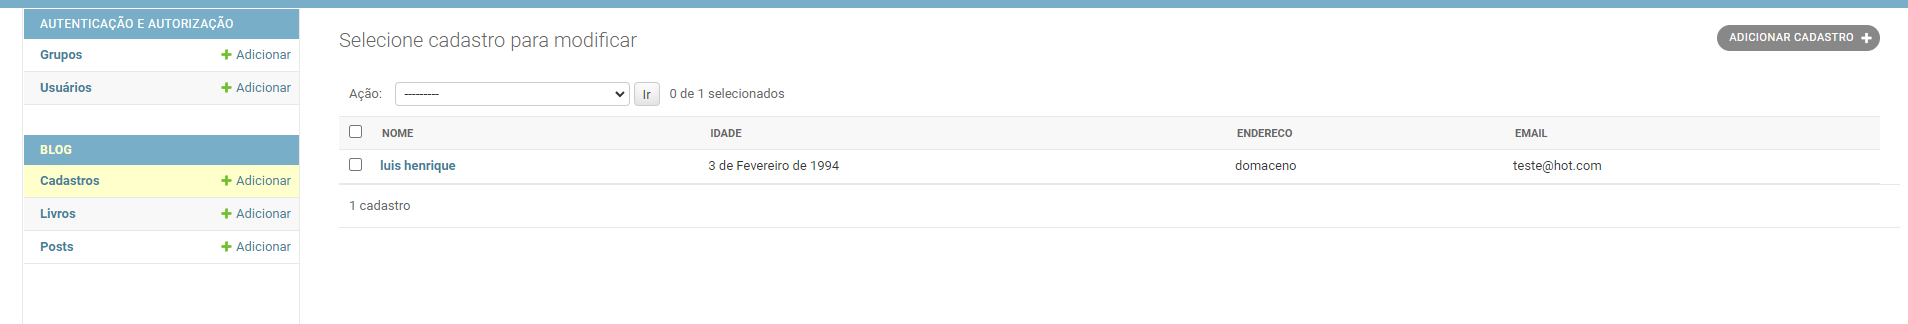 AUTENTICAÇÃO E AUTORIZAÇÃO
Grupos Adicionar
Usuários Adicionar
BLOG
Cadastros Adicionar
Livros Adicionar
Posts Adicionar
Selecione cadastro para modificar
ADICIONAR CADASTRO
Ação: --------- Ir 0 de 1 selecionados
NOME IDADE ENDERECO EMAIL
luis henrique 3 de Fevereiro de 1994 domaceno teste@hot.com
1 cadastro